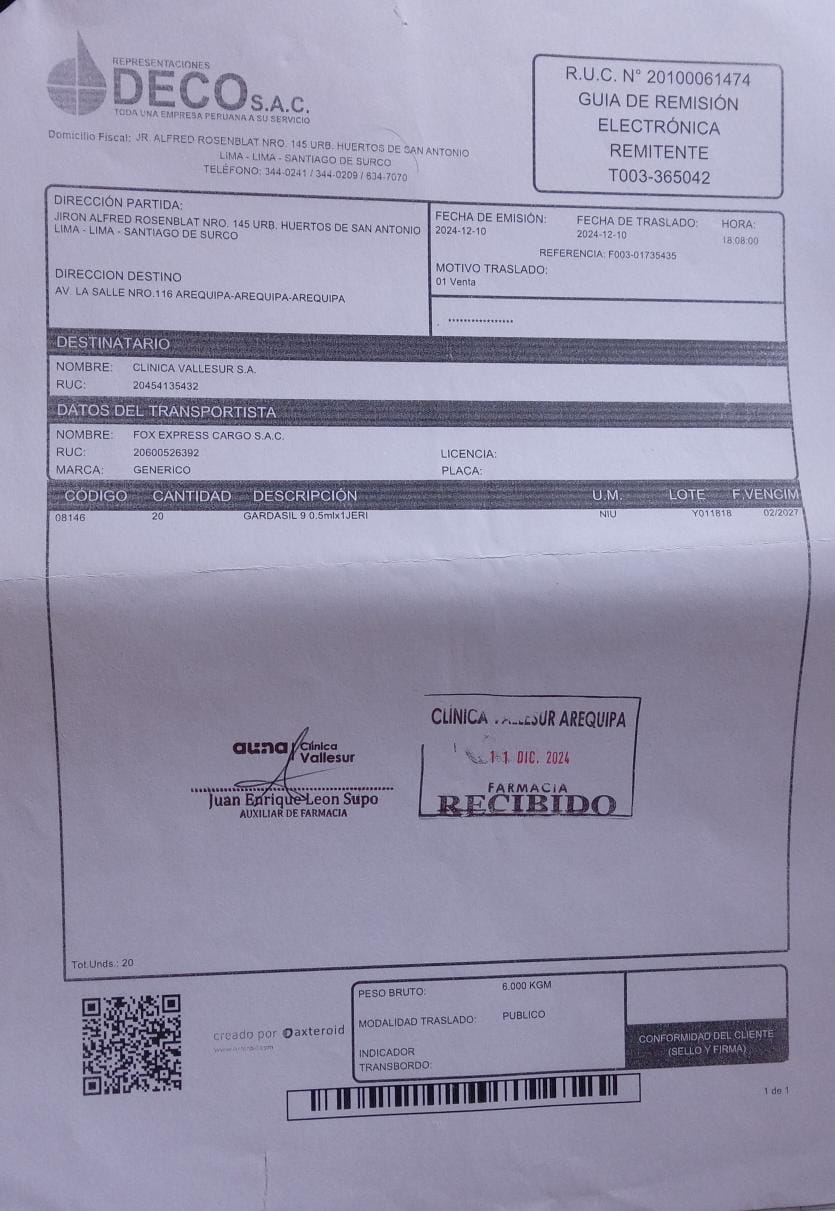 REPRESENTACIONES
DECO S.A.C.
TODA UNA EMPRESA PERUANA A SU SERVICIO
Domicilio Fiscal: JR. ALFRED ROSENBLAT NRO. 145 URB. HUERTOS DE SAN ANTONIO
LIMA - LIMA - SANTIAGO DE SURCO
TELÉFONO: 344-0241 / 344-0209 / 634-7070
R.U.C. N° 20100061474
GUIA DE REMISIÓN
ELECTRÓNICA
REMITENTE
T003-365042
DIRECCIÓN PARTIDA:
JIRON ALFRED ROSENBLAT NRO. 145 URB. HUERTOS DE SAN ANTONIO
LIMA - LIMA - SANTIAGO DE SURCO
DIRECCION DESTINO
AV. LA SALLE NRO.116 AREQUIPA-AREQUIPA-AREQUIPA
FECHA DE EMISIÓN: FECHA DE TRASLADO: HORA:
2024-12-10 2024-12-10 18:08:00
REFERENCIA: F003-01735435
MOTIVO TRASLADO:
01 Venta
****************
DESTINATARIO
NOMBRE: CLINICA VALLESUR S.A.
RUC: 20454135432
DATOS DEL TRANSPORTISTA
NOMBRE: FOX EXPRESS CARGO S.A.C.
RUC: 20600526392 LICENCIA:
MARCA: GENERICO PLACA:
CÓDIGO CANTIDAD DESCRIPCIÓN U.M. LOTE F.VENCIM
08146 20 GARDASIL 9 0.5mlx1JERI NIU Y011818 02/2027
auna Clínica
Vallesur
Juan Enrique Leon Supo
AUXILIAR DE FARMACIA
CLÍNICA VALLESUR AREQUIPA
11 DIC. 2024
FARMACIA
RECIBIDO
Tot.Unds.: 20
creado por axteroid
PESO BRUTO: 6.000 KGM
MODALIDAD TRASLADO: PUBLICO
INDICADOR
TRANSBORDO:
CONFORMIDAD DEL CLIENTE
(SELLO Y FIRMA)
1 de 1